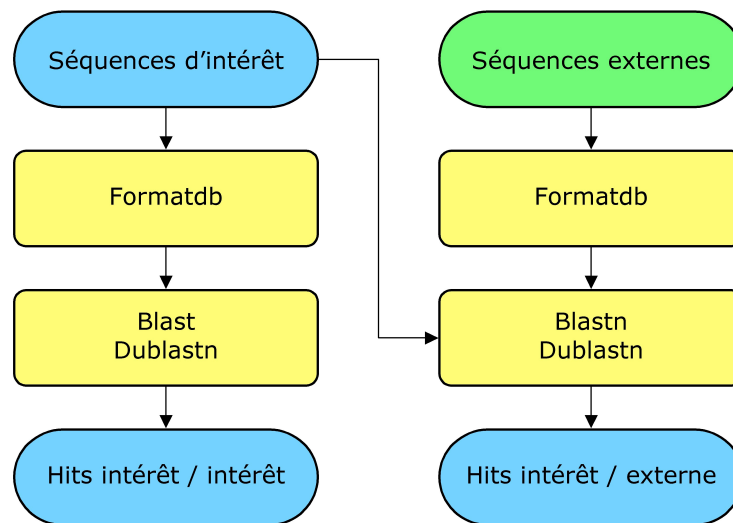 Séquences d’intérêt
Séquences externes
Formatdb
Formatdb
Blast
Dublastn
Blastn
Dublastn
Hits intérêt / intérêt
Hits intérêt / externe